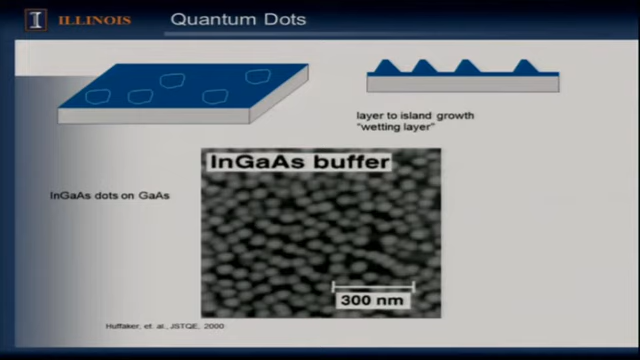 I ILLINOIS
Quantum Dots
layer to island growth
"wetting layer"
InGaAs buffer
InGaAs dots on GaAs
300 nm
Huffaker, et. al., JSTQE, 2000